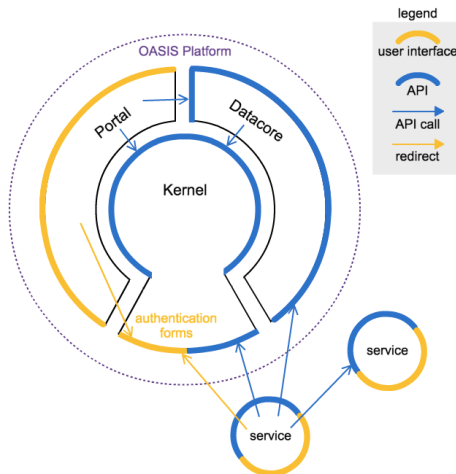 legend
user interface
API
API call
redirect
OASIS Platform
Portal
Datacore
Kernel
authentication
forms
service
service